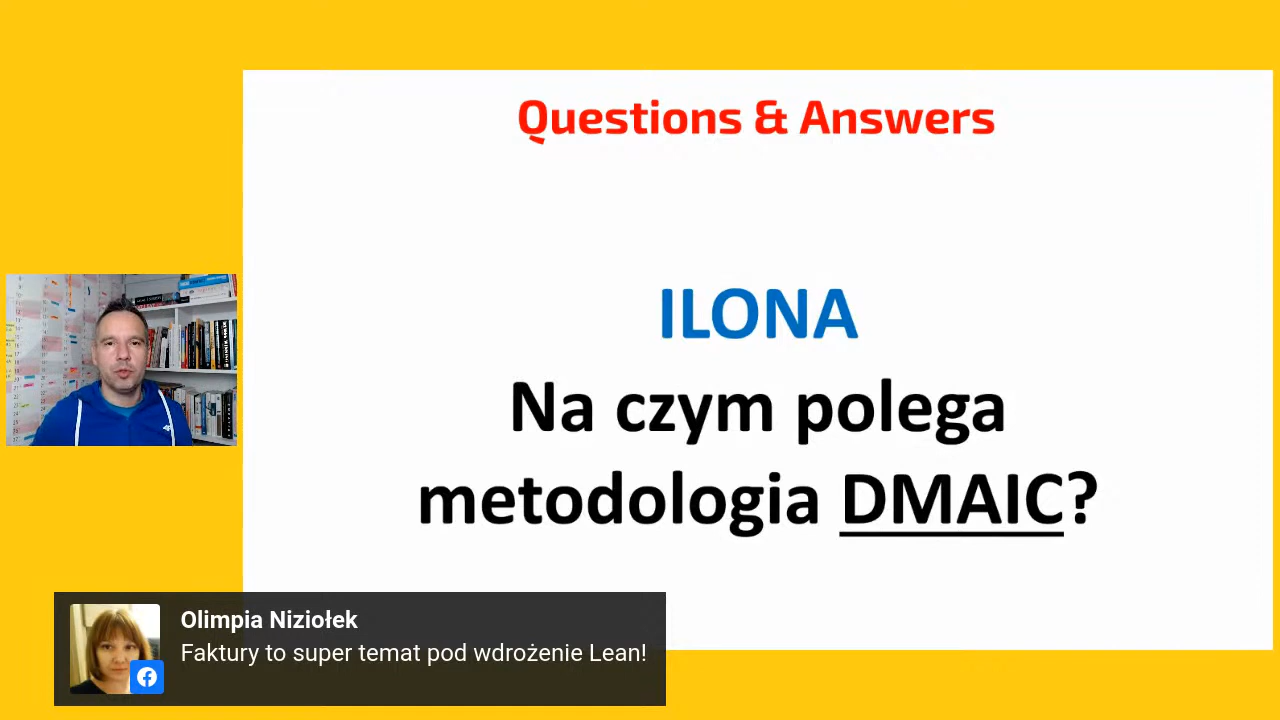 Questions & Answers
ILONA
Na czym polega
metodologia DMAIC?
Olimpia Niziołek
Faktury to super temat pod wdrożenie Lean!